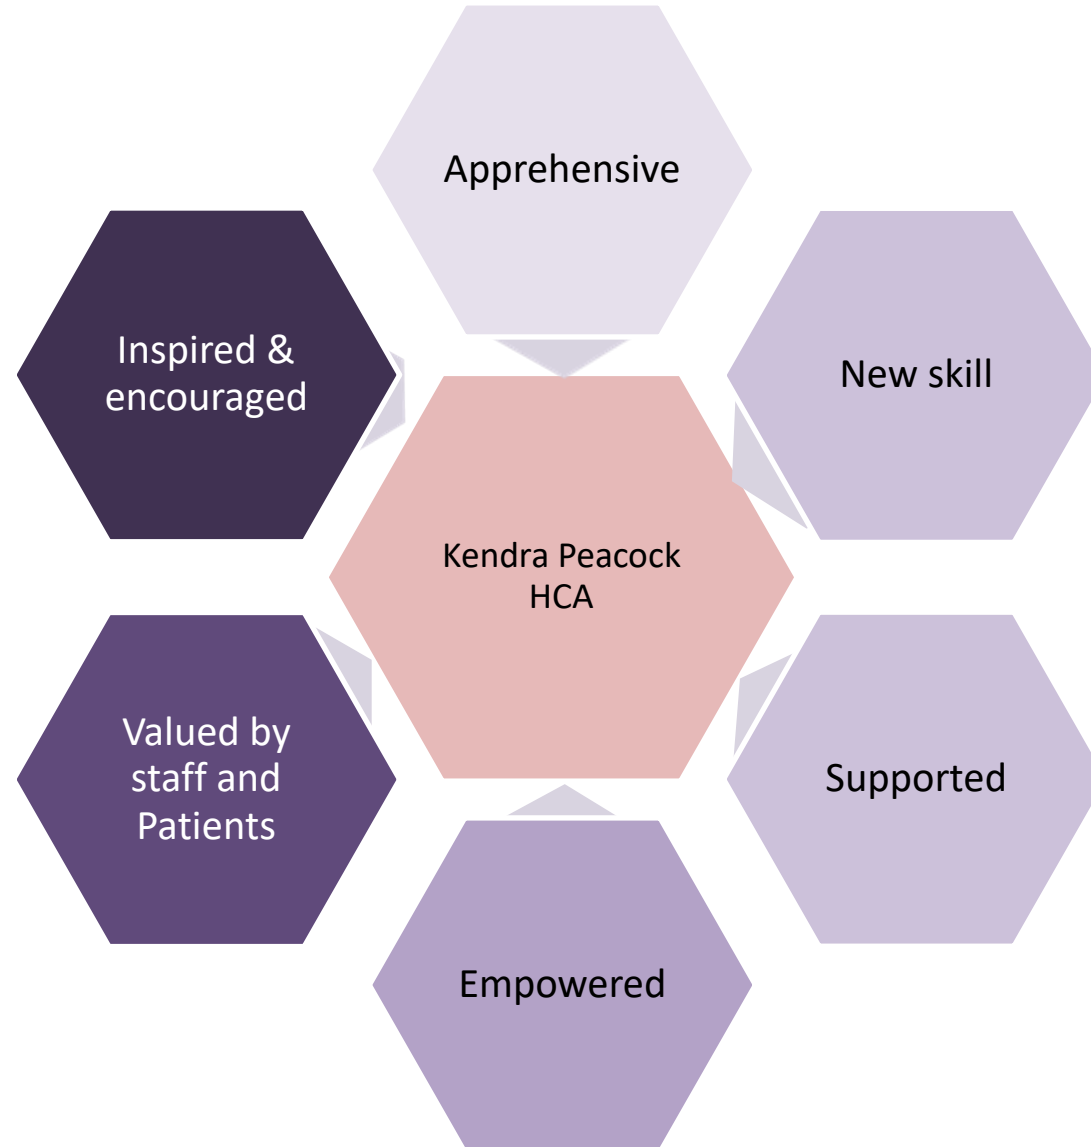 Apprehensive
New skill
Supported
Empowered
Valued by
staff and
Patients
Inspired &
encouraged
Kendra Peacock
HCA